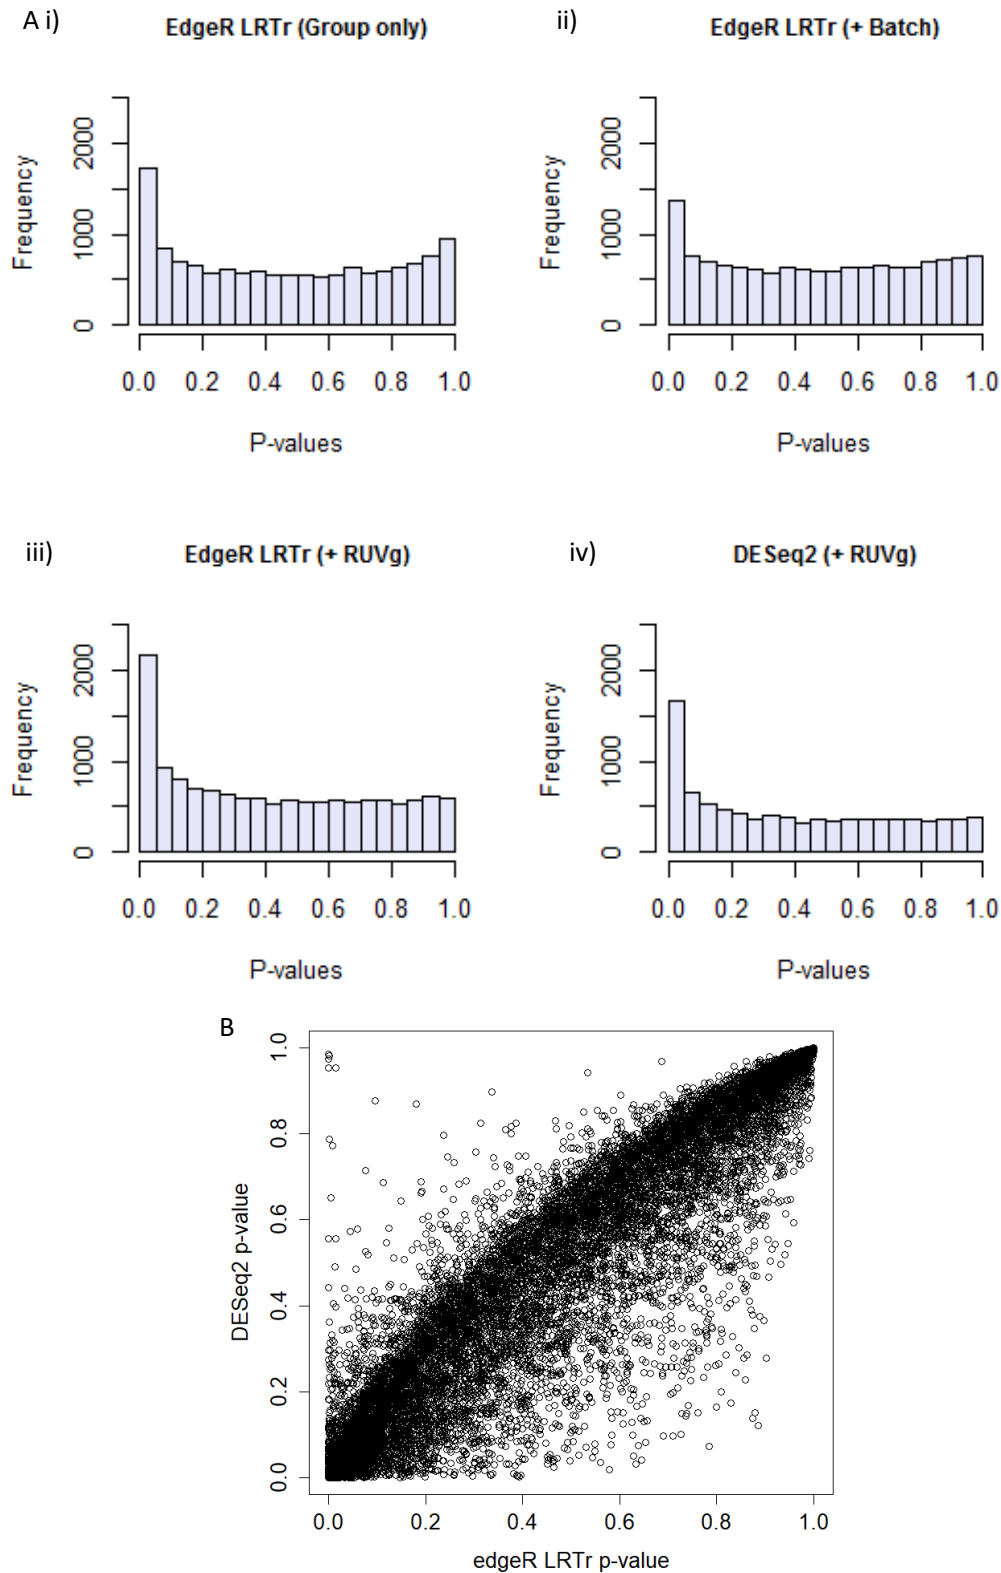 A i)
EdgeR LRTr (Group only)
Frequency
2000
1000
0
0.0 0.2 0.4 0.6 0.8 1.0
P-values
ii)
EdgeR LRTr (+ Batch)
Frequency
2000
1000
0
0.0 0.2 0.4 0.6 0.8 1.0
P-values
iii)
EdgeR LRTr (+ RUVg)
Frequency
2000
1000
0
0.0 0.2 0.4 0.6 0.8 1.0
P-values
iv)
DESeq2 (+ RUVg)
Frequency
2000
1000
0
0.0 0.2 0.4 0.6 0.8 1.0
P-values
B
DESeq2 p-value
1.0
0.8
0.6
0.4
0.2
0.0
0.0 0.2 0.4 0.6 0.8 1.0
edgeR LRTr p-value